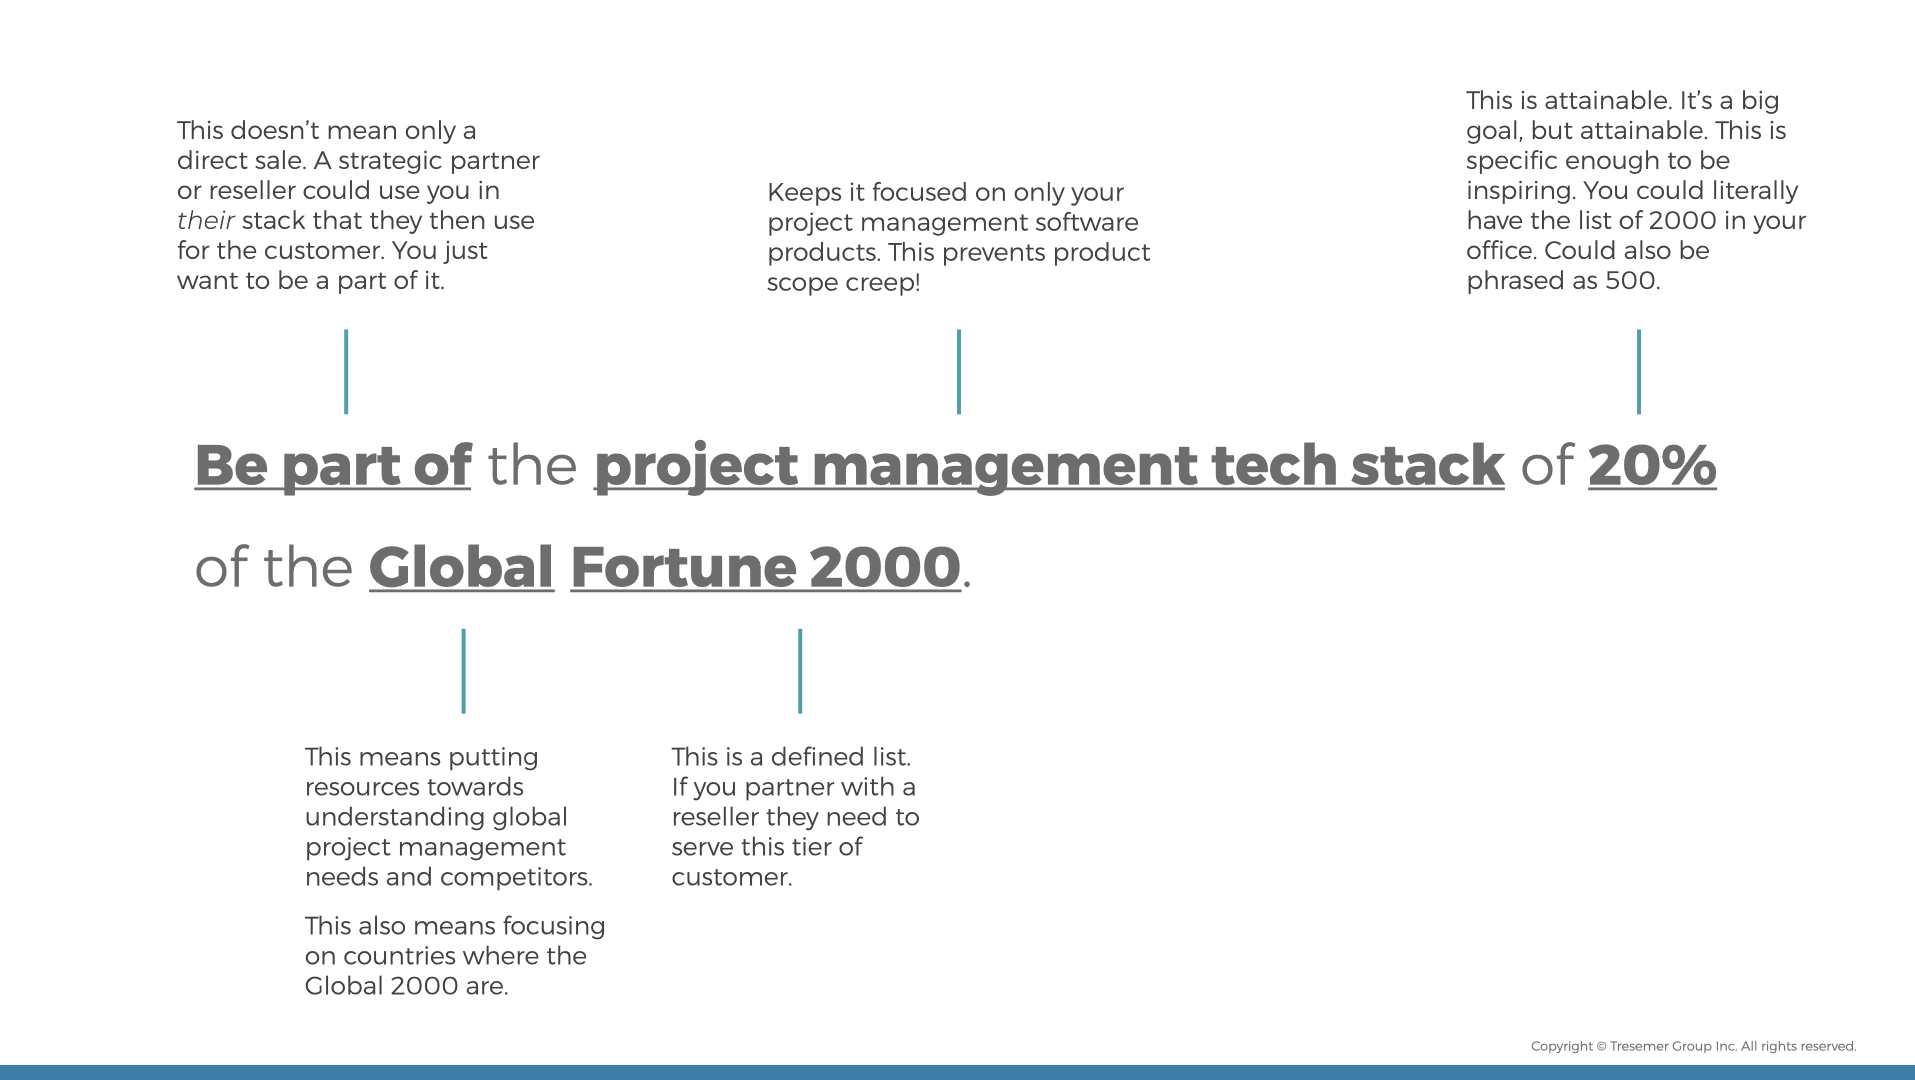 This doesn’t mean only a
direct sale. A strategic partner
or reseller could use you in
their stack that they then use
for the customer. You just
want to be a part of it.
Keeps it focused on only your
project management software
products. This prevents product
scope creep!
This is attainable. It’s a big
goal, but attainable. This is
specific enough to be
inspiring. You could literally
have the list of 2000 in your
office. Could also be
phrased as 500.
Be part of the project management tech stack of 20%
of the Global Fortune 2000.
This means putting
resources towards
understanding global
project management
needs and competitors.
This also means focusing
on countries where the
Global 2000 are.
This is a defined list.
If you partner with a
reseller they need to
serve this tier of
customer.
Copyright © Tresemer Group Inc. All rights reserved.